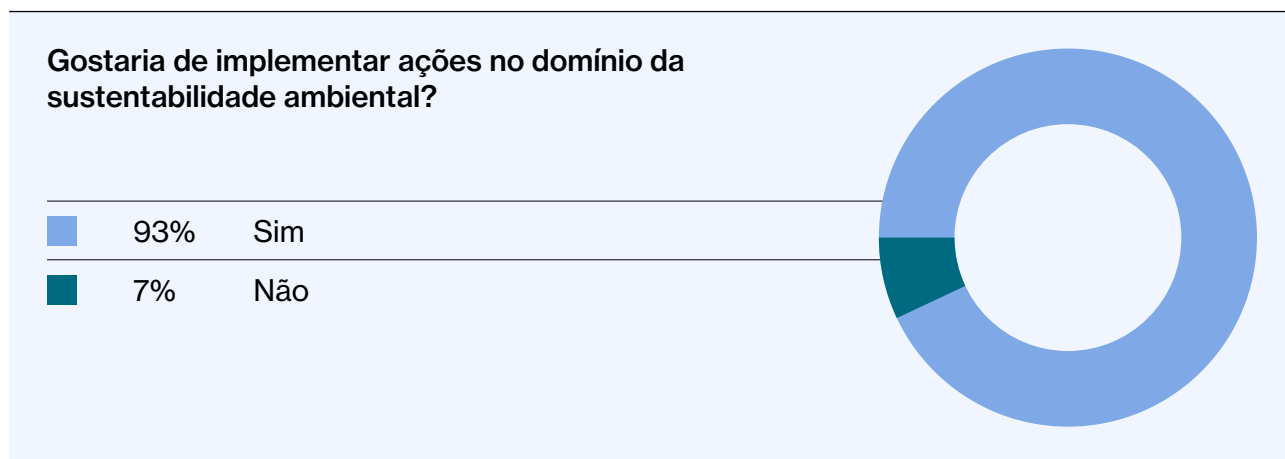 Gostaria de implementar ações no domínio da
sustentabilidade ambiental?
93% Sim
7% Não